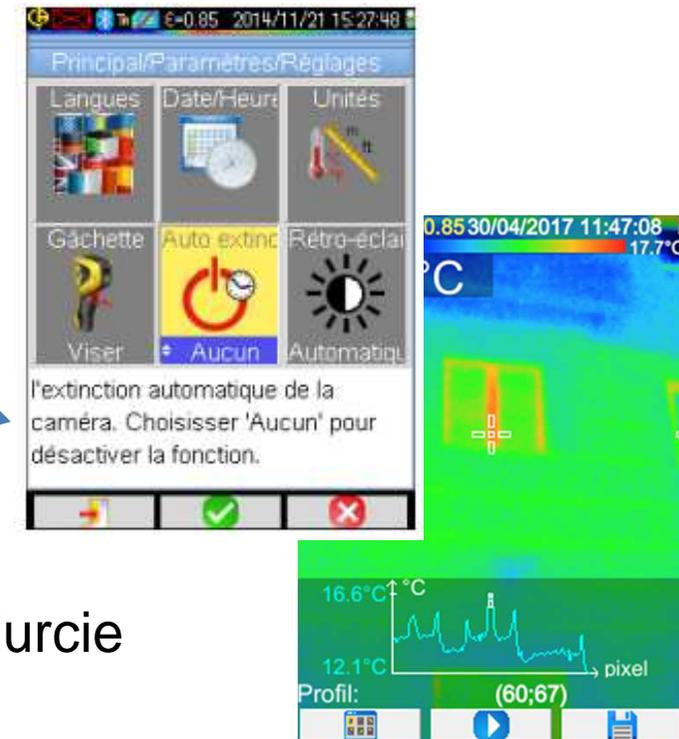 ε=0.85 2014/11/21 15:27:48
Principal/Paramètres/Réglages
Langues Date/Heure Unités
m
ft
Gâchette Auto extinc Rétro-éclai
Viser Aucun Automatiqu
l'extinction automatique de la
caméra. Choisisser 'Aucun' pour
désactiver la fonction.
0.85 30/04/2017 11:47:08
17.7°C
°C
16.6°C °C
12.1°C pixel
Profil: (60;67)
urcie